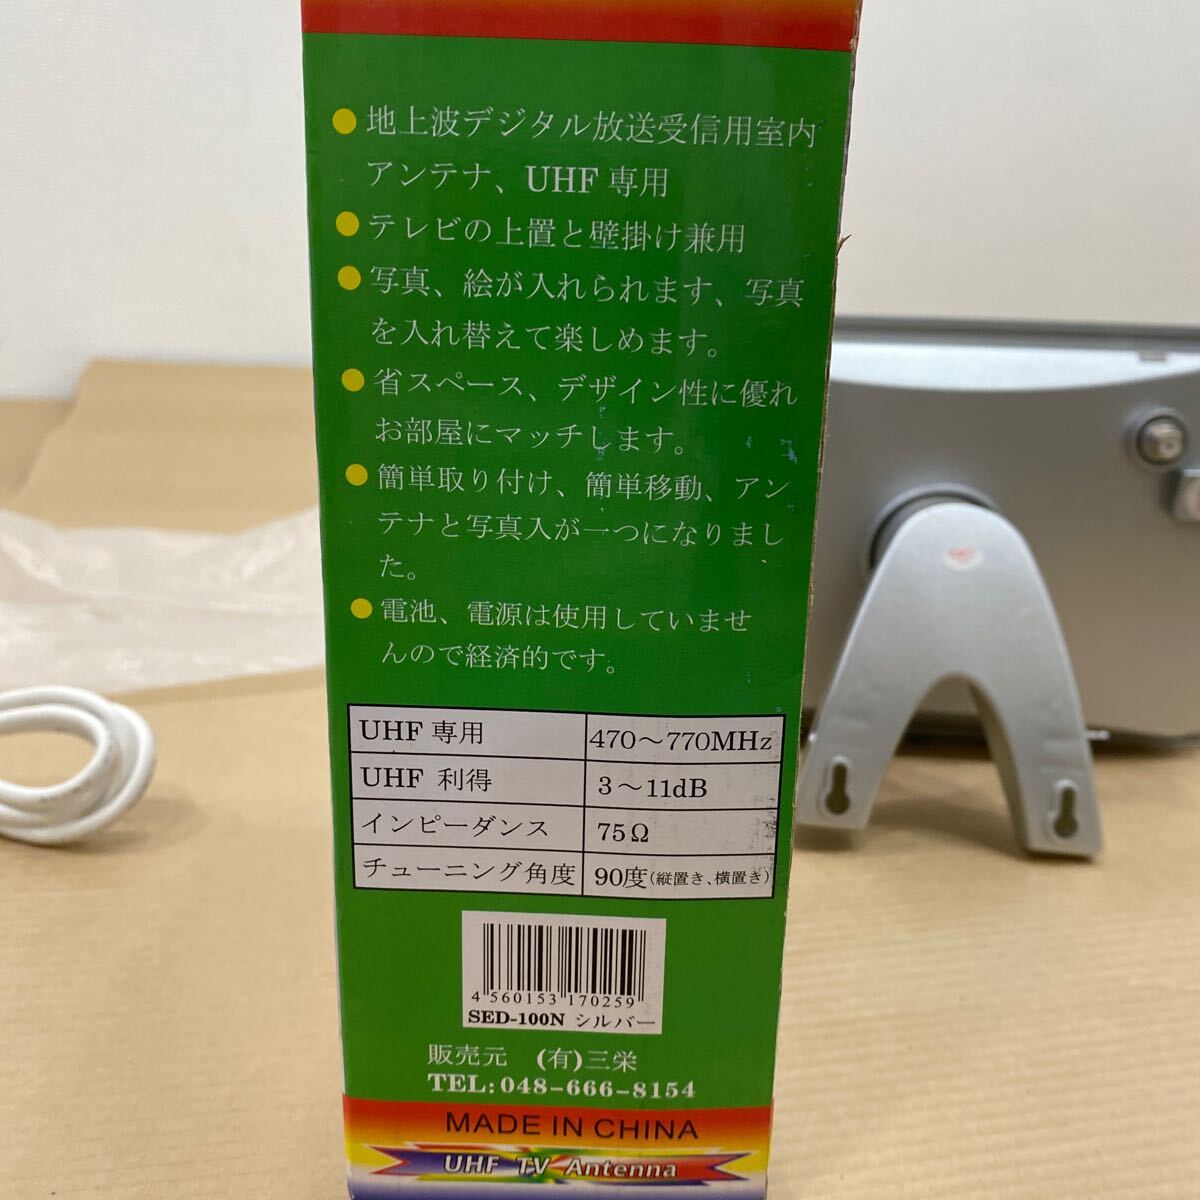 ● 地上波デジタル放送受信用室内
アンテナ、UHF 専用
● テレビの上置と壁掛け兼用
● 写真、絵が入れられます、写真
を入れ替えて楽しめます。
● 省スペース、デザイン性に優れ
お部屋にマッチします。
● 簡単取り付け、簡単移動、アン
テナと写真入が一つになりまし
た。
● 電池、電源は使用していませ
んので経済的です。
UHF 専用 470～770MHz
UHF 利得 3～11dB
インピーダンス 75Ω
チューニング角度 90度(縦置き、横置き)
4 560153 170259
SED-100N シルバー
販売元 (有)三栄
TEL:048-666-8154
MADE IN CHINA
UHF TV Antenna